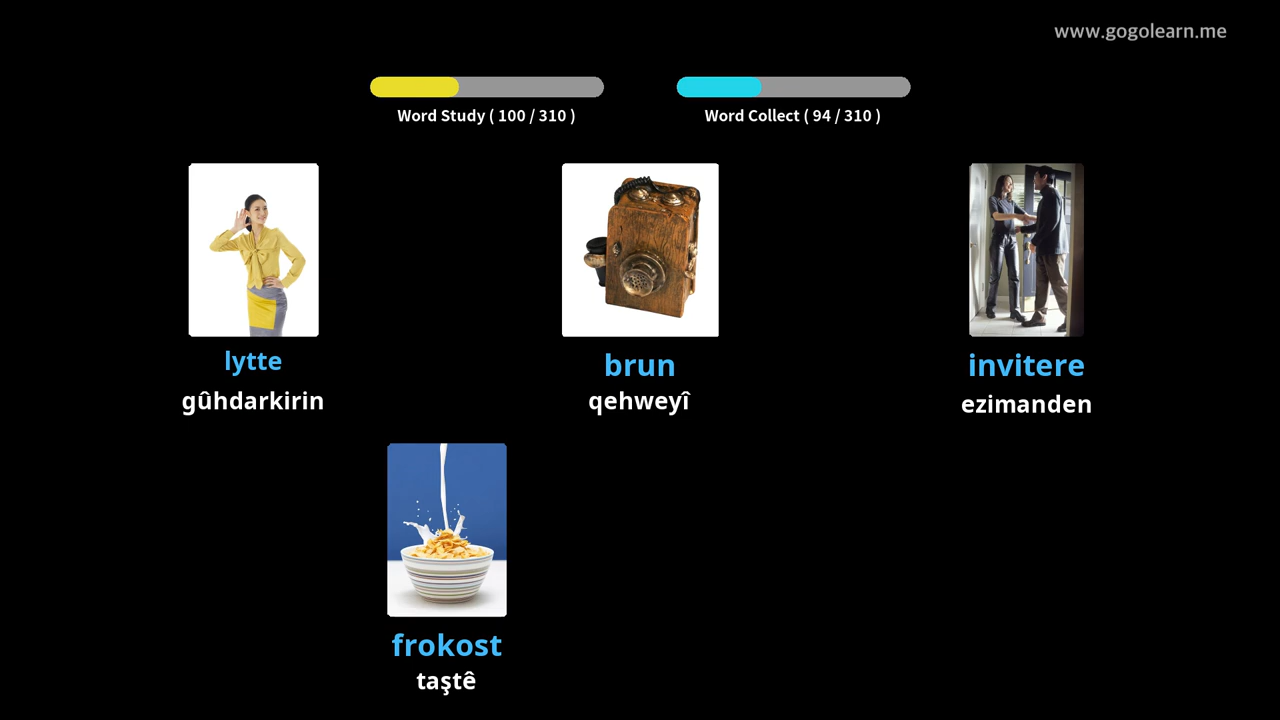 www.gogolearn.me
Word Study ( 100 / 310 )
Word Collect ( 94 / 310 )
lytte
gûhdarkirin
brun
qehweyî
invitere
ezimanden
frokost
taştê